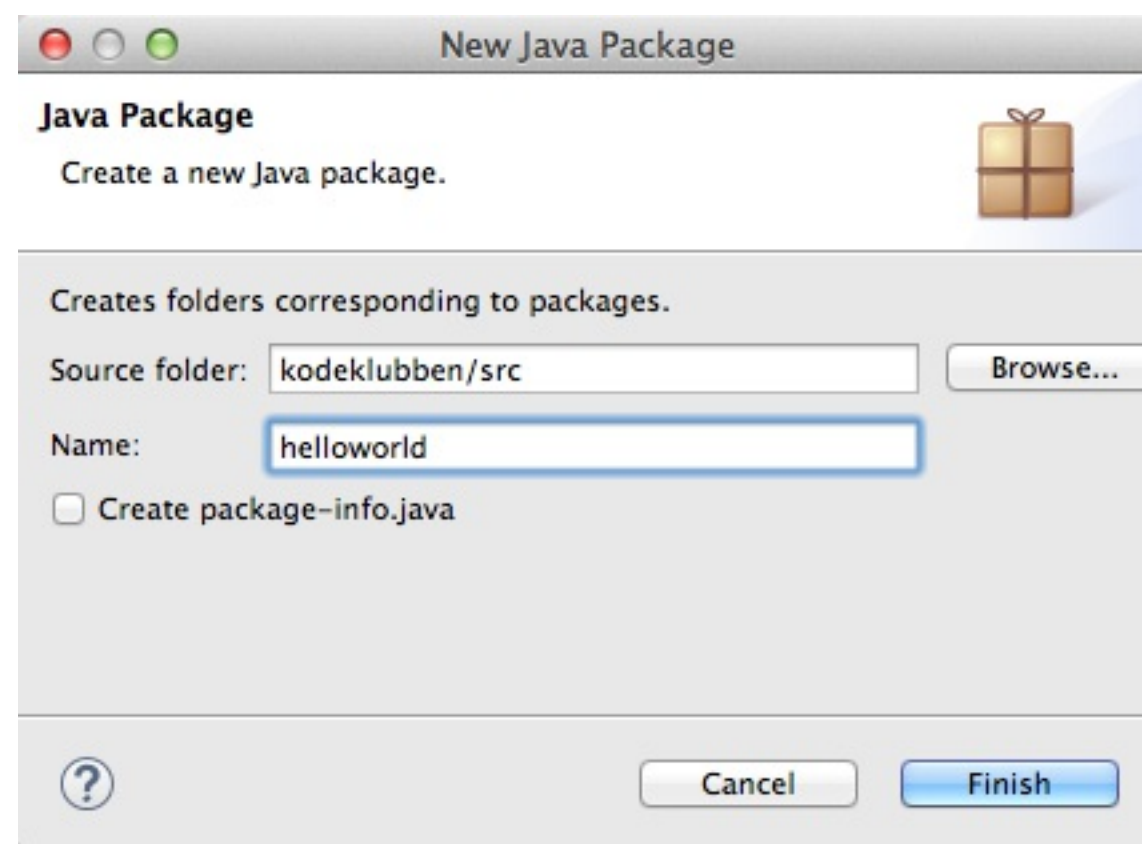 New Java Package
Java Package
Create a new Java package.
Creates folders corresponding to packages.
Source folder: kodeklubben/src Browse...
Name: helloworld
Create package-info.java
? Cancel Finish